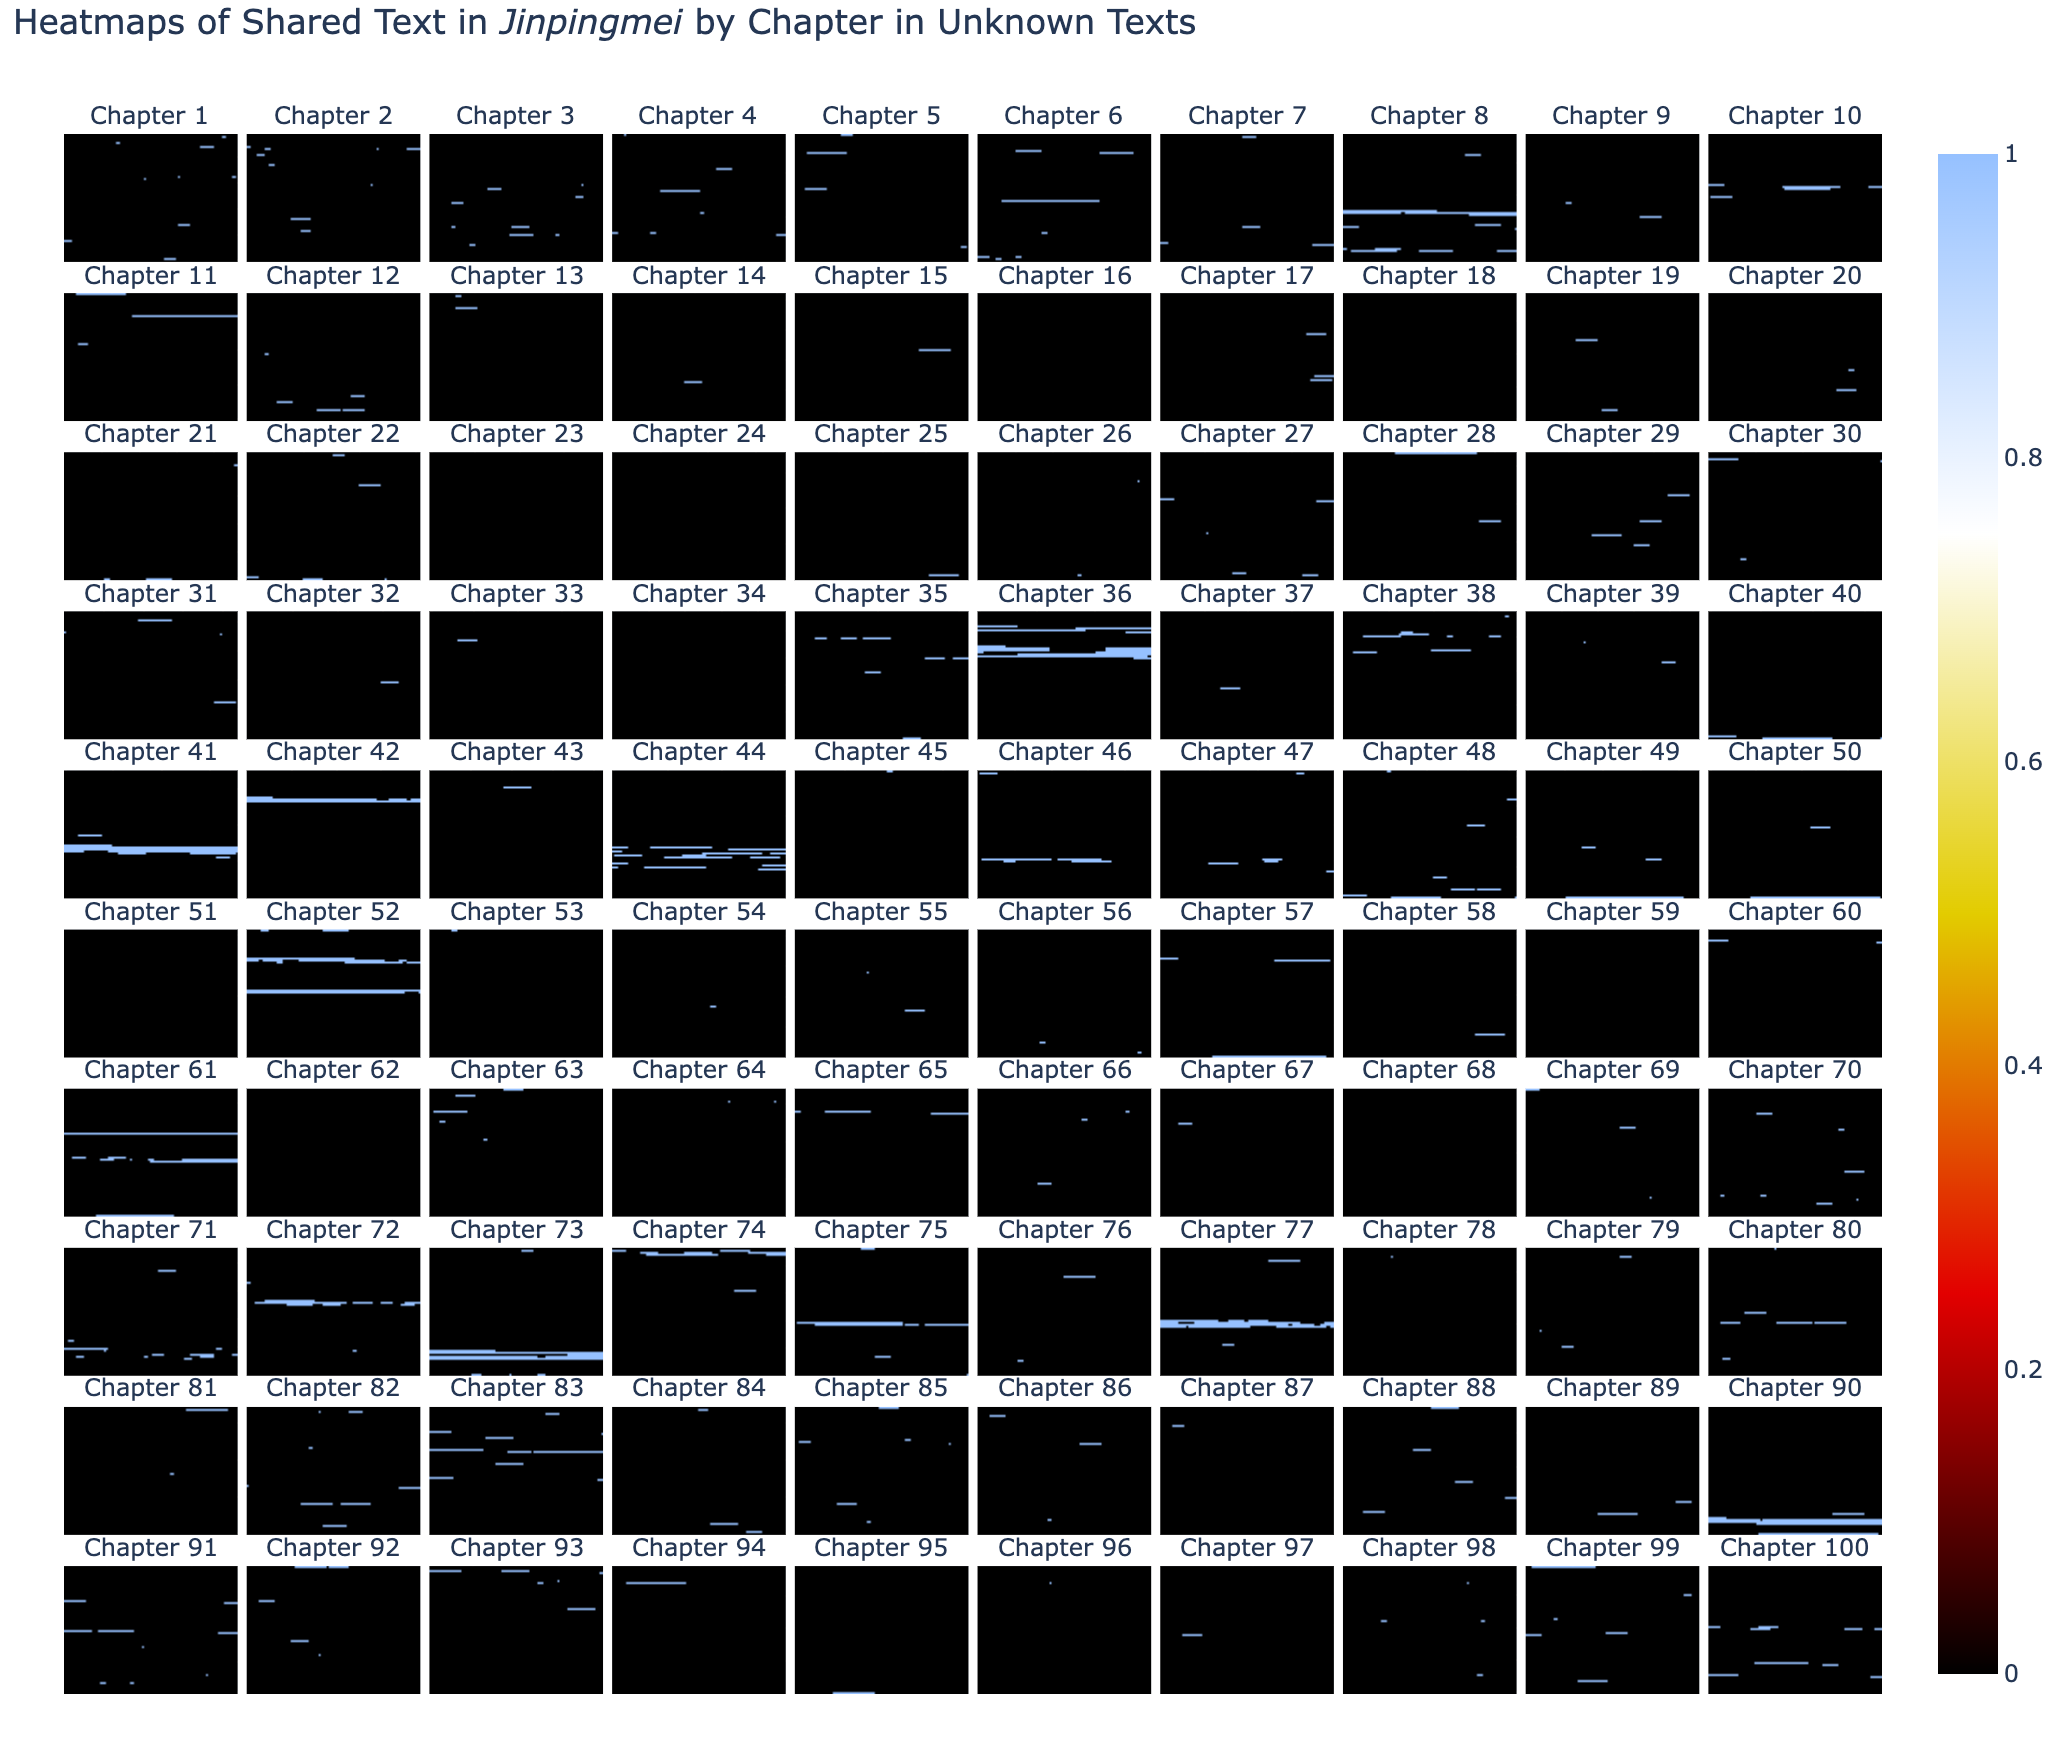 Heatmaps of Shared Text in Jinpingmei by Chapter in Unknown Texts
Chapter 1 Chapter 2 Chapter 3 Chapter 4 Chapter 5 Chapter 6 Chapter 7 Chapter 8 Chapter 9 Chapter 10
Chapter 11 Chapter 12 Chapter 13 Chapter 14 Chapter 15 Chapter 16 Chapter 17 Chapter 18 Chapter 19 Chapter 20
Chapter 21 Chapter 22 Chapter 23 Chapter 24 Chapter 25 Chapter 26 Chapter 27 Chapter 28 Chapter 29 Chapter 30
Chapter 31 Chapter 32 Chapter 33 Chapter 34 Chapter 35 Chapter 36 Chapter 37 Chapter 38 Chapter 39 Chapter 40
Chapter 41 Chapter 42 Chapter 43 Chapter 44 Chapter 45 Chapter 46 Chapter 47 Chapter 48 Chapter 49 Chapter 50
Chapter 51 Chapter 52 Chapter 53 Chapter 54 Chapter 55 Chapter 56 Chapter 57 Chapter 58 Chapter 59 Chapter 60
Chapter 61 Chapter 62 Chapter 63 Chapter 64 Chapter 65 Chapter 66 Chapter 67 Chapter 68 Chapter 69 Chapter 70
Chapter 71 Chapter 72 Chapter 73 Chapter 74 Chapter 75 Chapter 76 Chapter 77 Chapter 78 Chapter 79 Chapter 80
Chapter 81 Chapter 82 Chapter 83 Chapter 84 Chapter 85 Chapter 86 Chapter 87 Chapter 88 Chapter 89 Chapter 90
Chapter 91 Chapter 92 Chapter 93 Chapter 94 Chapter 95 Chapter 96 Chapter 97 Chapter 98 Chapter 99 Chapter 100
1
0.8
0.6
0.4
0.2
0